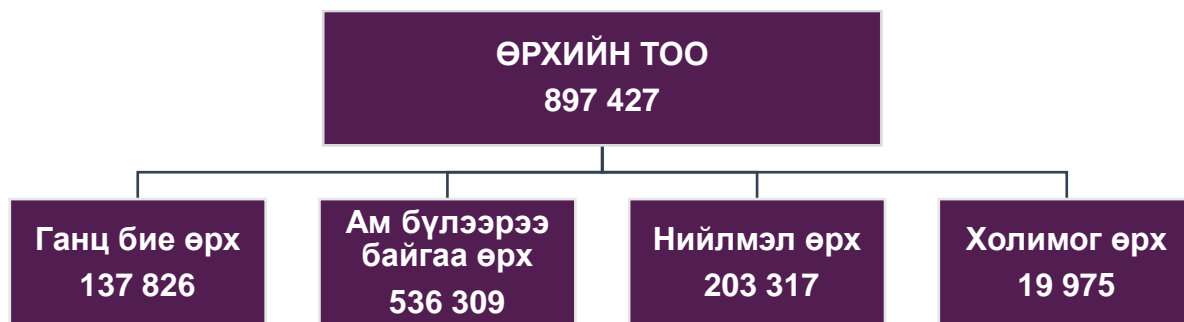 ӨРХИЙН ТОО
897 427
Ганц бие өрх
137 826
Ам бүлээрээ
байгаа өрх
536 309
Нийлмэл өрх
203 317
Холимог өрх
19 975